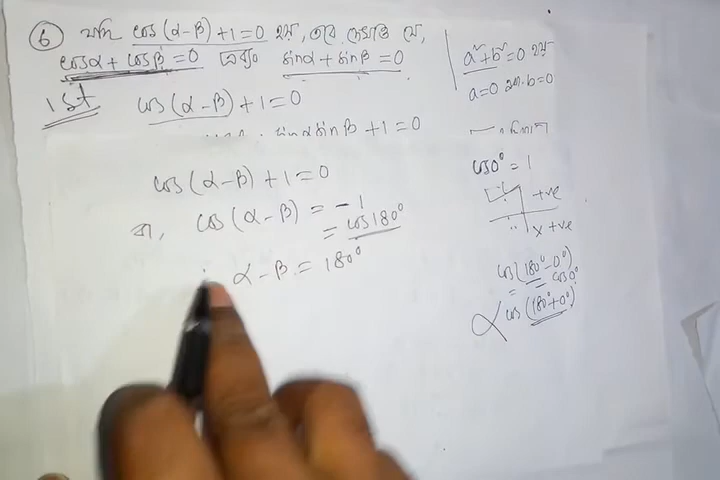 6 যদি cos(α-β)+1=0 হয়, তবে দেখাও যে,
cosα + cosβ = 0 এবং sinα + sinβ = 0
1st cos(α-β)+1=0
sinα sinβ +1=0
cos(α-β)+1=0
বা, cos(α-β) = -1
= cos180°
α-β = 180°
a²+b²=0 হয়
a=0 b=0
cos0°=1
+ve
x +ve
cos(180°-0°)
= cos0°
cos(180°+0°)